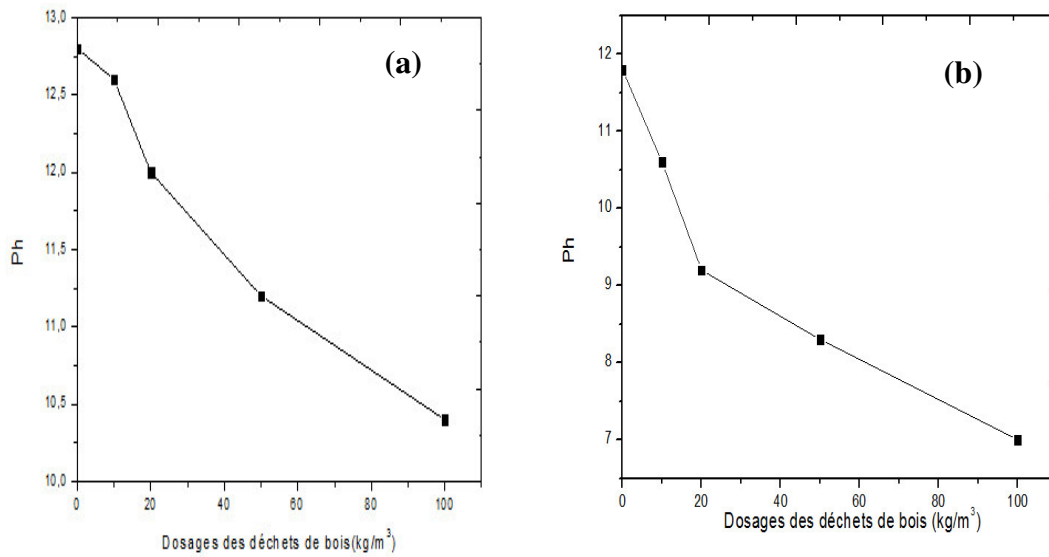 (a)
13,0
12,5
12,0
11,5
11,0
10,5
10,0
Ph
0 20 40 60 80 100
Dosages des déchets de bois(kg/m³)
(b)
12
11
10
9
8
7
Ph
0 20 40 60 80 100
Dosages des déchets de bois (kg/m³)